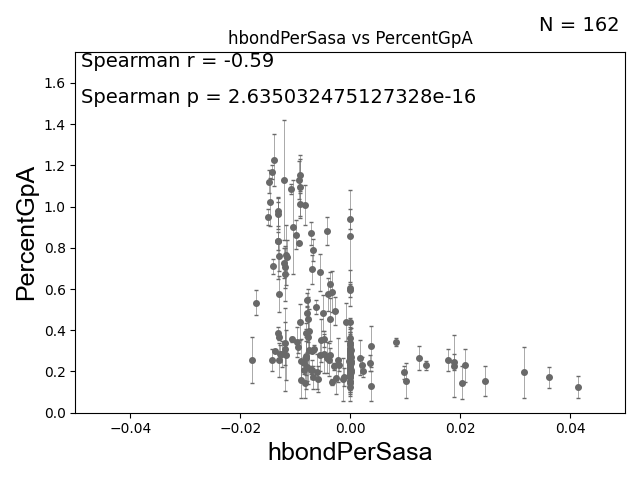 N = 162
hbondPerSasa vs PercentGpA
Spearman r = -0.59
Spearman p = 2.635032475127328e-16
PercentGpA
1.6
1.4
1.2
1.0
0.8
0.6
0.4
0.2
0.0
−0.04
−0.02
0.00
0.02
0.04
hbondPerSasa